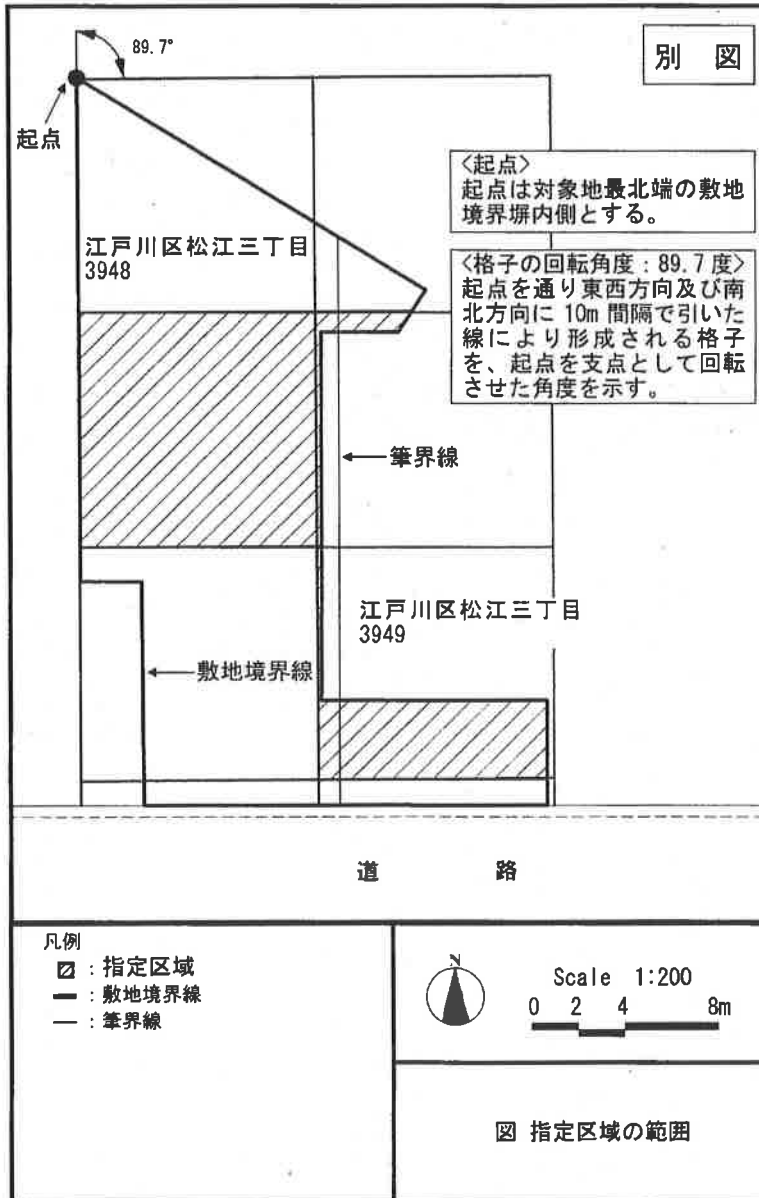 別 図
89.7°
起点
<起点>
起点は対象地最北端の敷地
境界塀内側とする。
江戸川区松江三丁目
3948
<格子の回転角度：89.7度>
起点を通り東西方向及び南
北方向に 10m 間隔で引いた
線により形成される格子
を、起点を支点として回転
させた角度を示す。
筆界線
江戸川区松江三丁目
3949
敷地境界線
道 路
凡例
：指定区域
：敷地境界線
：筆界線
N
Scale 1:200
0 2 4 8m
図 指定区域の範囲